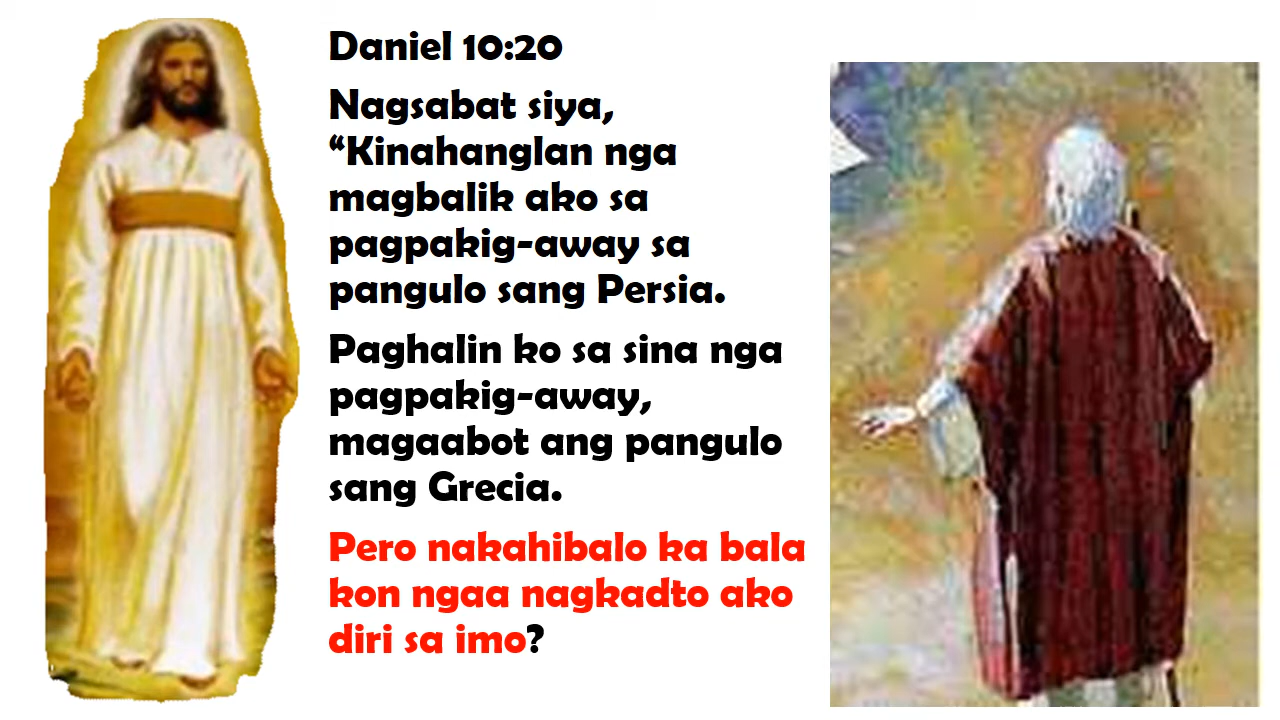 Daniel 10:20
Nagsabat siya,
“Kinahanglan nga
magbalik ako sa
pagpakig-away sa
pangulo sang Persia.
Paghalin ko sa sina nga
pagpakig-away,
magaabot ang pangulo
sang Grecia.
Pero nakahibalo ka bala
kon ngaa nagkadto ako
diri sa imo?